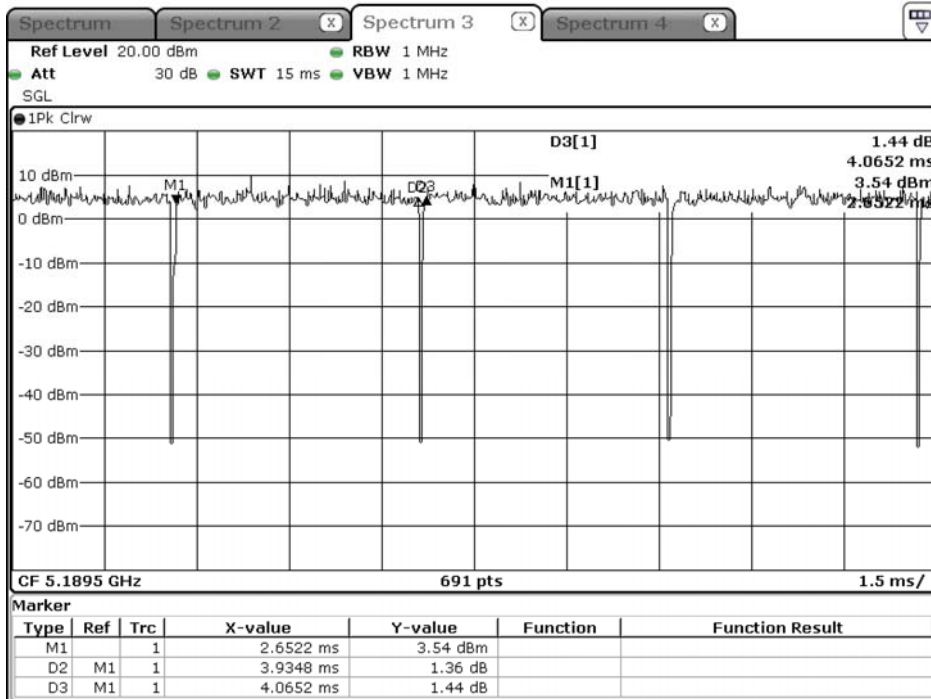 Spectrum Spectrum 2 X Spectrum 3 X Spectrum 4 X
Ref Level 20.00 dBm RBW 1 MHz
Att 30 dB SWT 15 ms VBW 1 MHz
SGL
1Pk Clrw
D3[1] 1.44 dB
4.0652 ms
10 dBm M1 D2 D3 M1[1] 3.54 dBm
2.6522 ms
0 dBm
-10 dBm
-20 dBm
-30 dBm
-40 dBm
-50 dBm
-60 dBm
-70 dBm
CF 5.1895 GHz 691 pts 1.5 ms/
Marker
Type Ref Trc X-value Y-value Function Function Result
M1 1 2.6522 ms 3.54 dBm
D2 M1 1 3.9348 ms 1.36 dB
D3 M1 1 4.0652 ms 1.44 dB